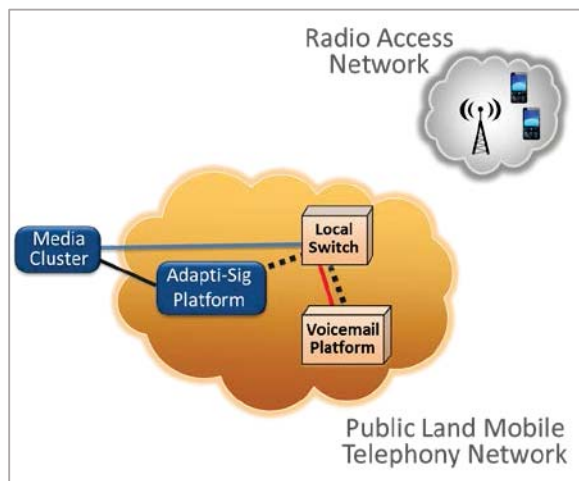 Radio Access
Network
Local
Switch
Media
Cluster
Adapti-Sig
Platform
Voicemail
Platform
Public Land Mobile
Telephony Network